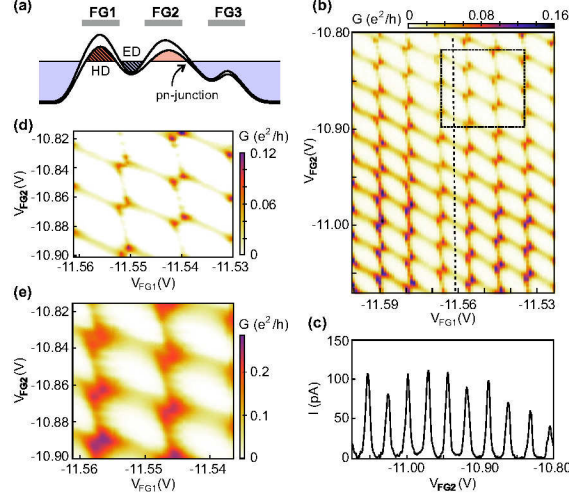 (a)
FG1 FG2 FG3
ED
HD
pn-junction
(b)
G (e²/h)
0 0.08 0.16
-10.80
-10.90
-11.00
V_FG2(V)
-11.59 -11.56 -11.53
V_FG1(V)
(d)
G (e²/h)
0.12
0.06
0
-10.82
-10.84
-10.86
-10.88
-10.90
V_FG2(V)
-11.56 -11.55 -11.54 -11.53
V_FG1(V)
(e)
G (e²/h)
0.2
0.1
0
-10.82
-10.84
-10.86
-10.88
-10.90
V_FG2(V)
-11.56 -11.55 -11.54
V_FG1(V)
(c)
I (pA)
150
100
50
0
-11.00 -10.90 -10.80
V_FG2 (V)